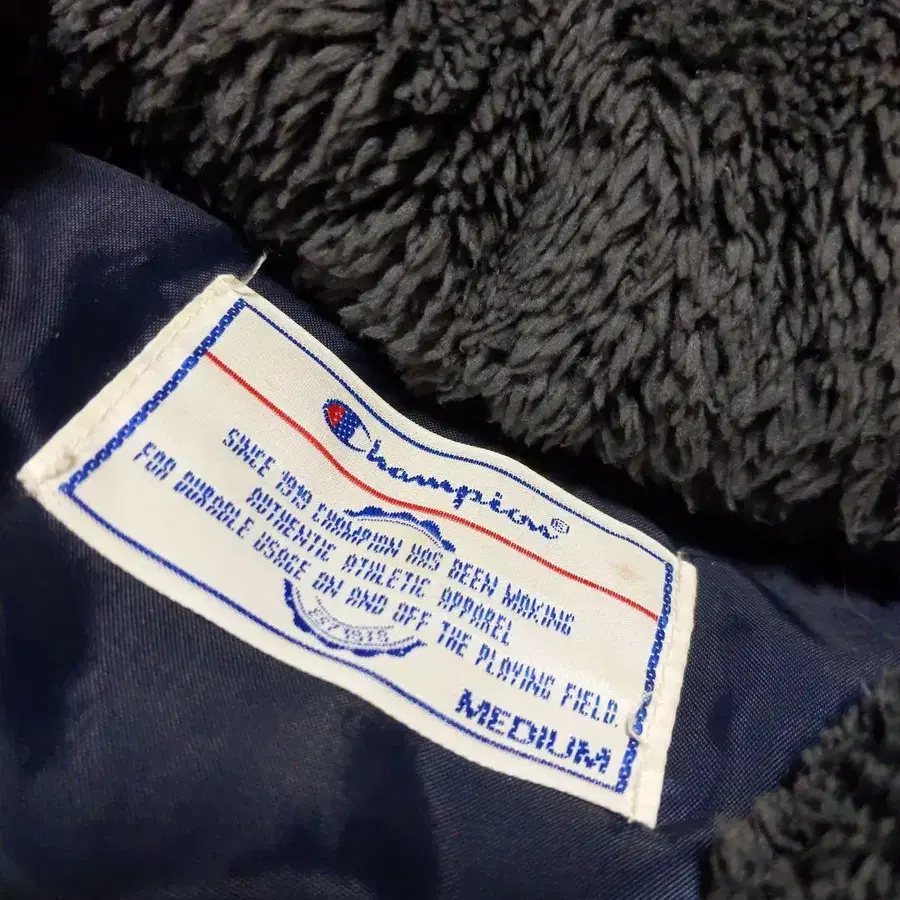 Champion®
SINCE 1919 CHAMPION HAS BEEN MAKING
AUTHENTIC ATHLETIC APPAREL
FOR DURABLE USAGE ON AND OFF THE PLAYING FIELD.
EST 1919
MEDIUM